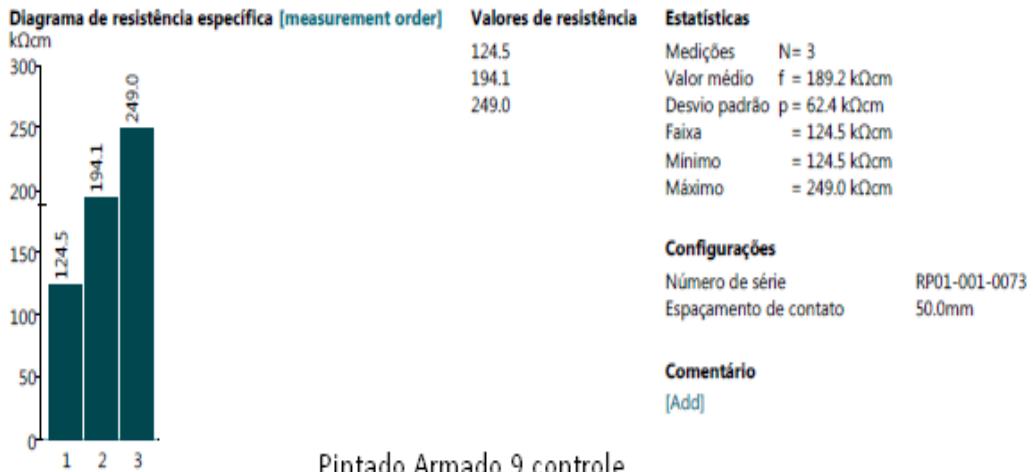 Diagrama de resistência específica [measurement order]
kΩcm
300
250
200
150
100
50
0
124.5
194.1
249.0
1 2 3
Valores de resistência
124.5
194.1
249.0
Estatísticas
Medições N= 3
Valor médio f = 189.2 kΩcm
Desvio padrão p = 62.4 kΩcm
Faixa = 124.5 kΩcm
Mínimo = 124.5 kΩcm
Máximo = 249.0 kΩcm
Configurações
Número de série RP01-001-0073
Espaçamento de contato 50.0mm
Comentário
[Add]
Pintado Armado 9 controle